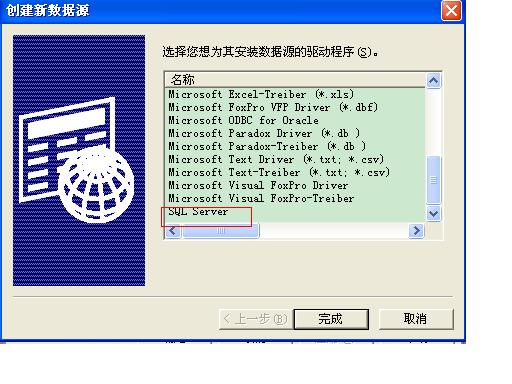 创建新数据源
选择您想为其安装数据源的驱动程序(S)。
名称
Microsoft Excel-Treiber (*.xls)
Microsoft FoxPro VFP Driver (*.dbf)
Microsoft ODBC for Oracle
Microsoft Paradox Driver (*.db )
Microsoft Paradox-Treiber (*.db )
Microsoft Text Driver (*.txt; *.csv)
Microsoft Text-Treiber (*.txt; *.csv)
Microsoft Visual FoxPro Driver
Microsoft Visual FoxPro-Treiber
SQL Server
< 上一步(B) 完成 取消